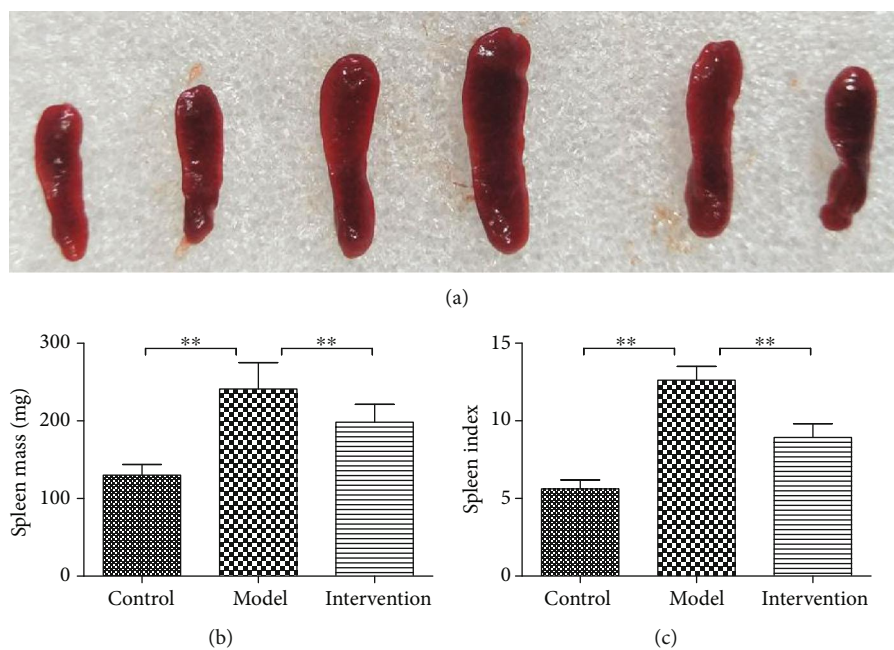 (a)
300
200
100
0
Spleen mass (mg)
**
**
Control
Model
Intervention
(b)
15
10
5
0
Spleen index
**
**
Control
Model
Intervention
(c)